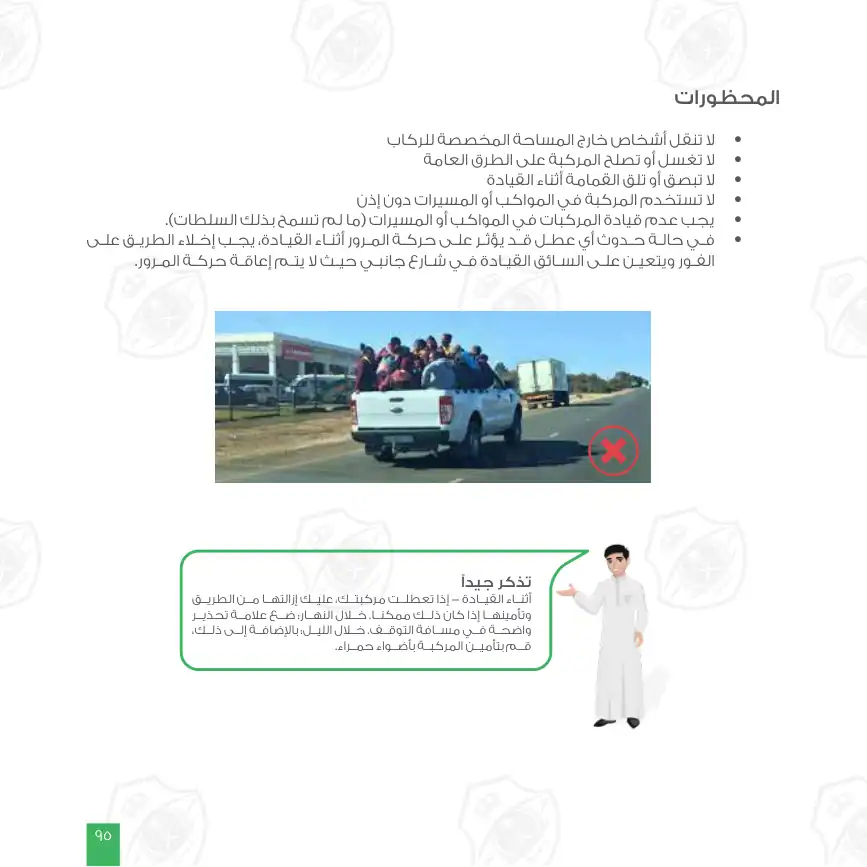 المحظورات
• لا تنقل أشخاص خارج المساحة المخصصة للركاب
• لا تغسل أو تصلح المركبة على الطرق العامة
• لا تبصق أو تلق القمامة أثناء القيادة
• لا تستخدم المركبة في المواكب أو المسيرات دون إذن
• يجب عدم قيادة المركبات في المواكب أو المسيرات (ما لم تسمح بذلك السلطات).
• في حالة حدوث أي عطل قد يؤثر على حركة المرور أثناء القيادة، يجب إخلاء الطريق على
الفور ويتعين على السائق القيادة في شارع جانبي حيث لا يتم إعاقة حركة المرور.
تذكر جيداً
أثناء القيادة – إذا تعطلت مركبتك، عليك إزالتها من الطريق
وتأمينها إذا كان ذلك ممكنا. خلال النهار: ضع علامة تحذير
واضحة في مسافة التوقف. خلال الليل: بالإضافة إلى ذلك،
قم بتأمين المركبة بأضواء حمراء.
٩٥